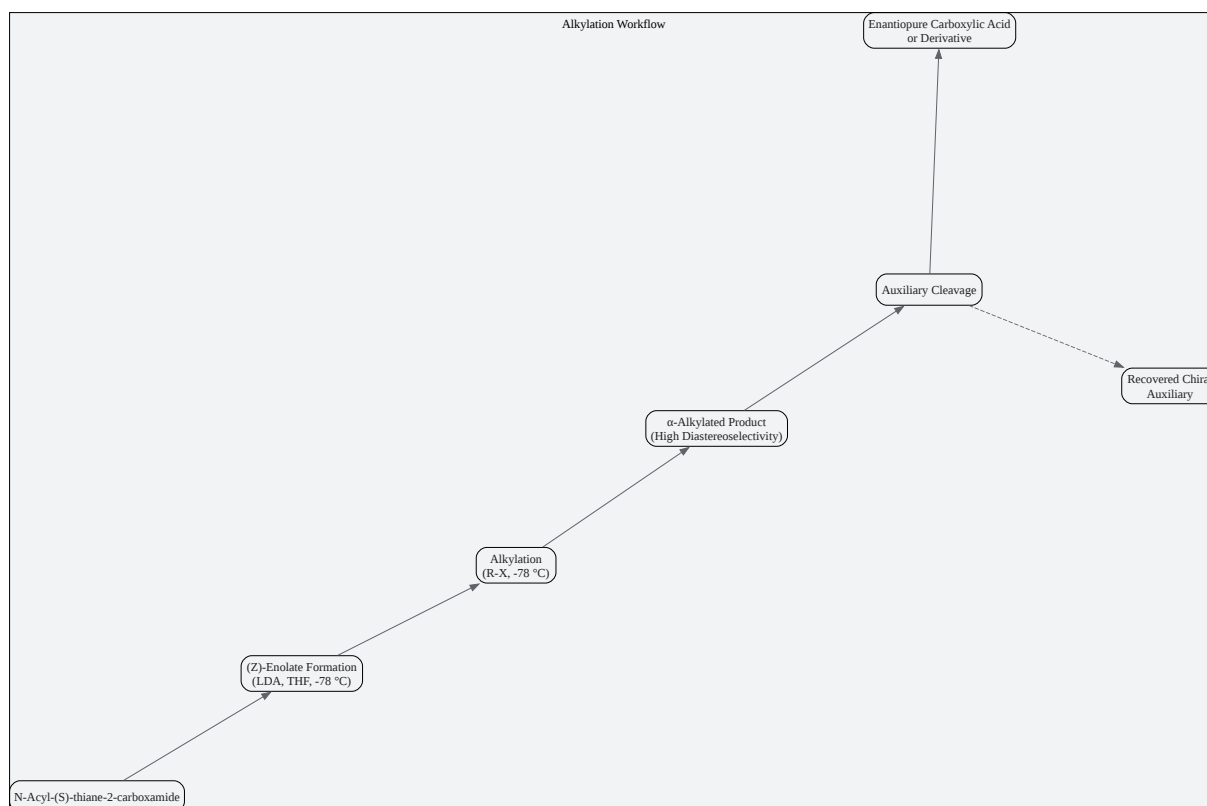 Alkylation Workflow
Enantiopure Carboxylic Acid
or Derivative
Auxiliary Cleavage
Recovered Chira
Auxiliary
α-Alkylated Product
(High Diastereoselectivity)
Alkylation
(R-X, -78 °C)
(Z)-Enolate Formation
(LDA, THF, -78 °C)
N-Acyl-(S)-thiane-2-carboxamide